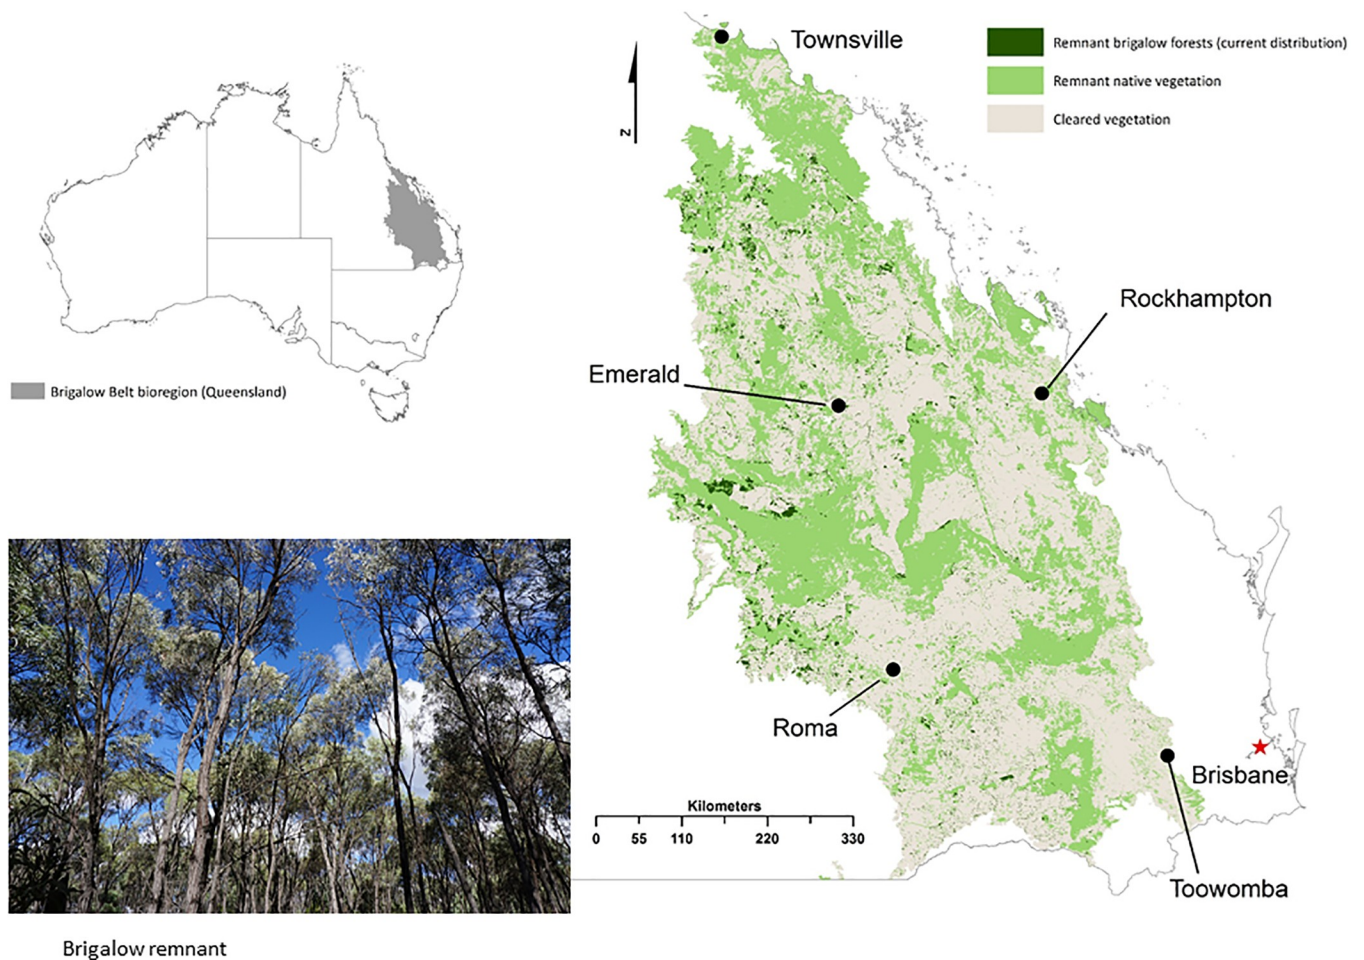 Townsville
Remnant brigalow forests (current distribution)
Remnant native vegetation
Cleared vegetation
N
Rockhampton
Emerald
Brigalow Belt bioregion (Queensland)
Roma
Brisbane
Kilometers
0 55 110 220 330
Toowomba
Brigalow remnant